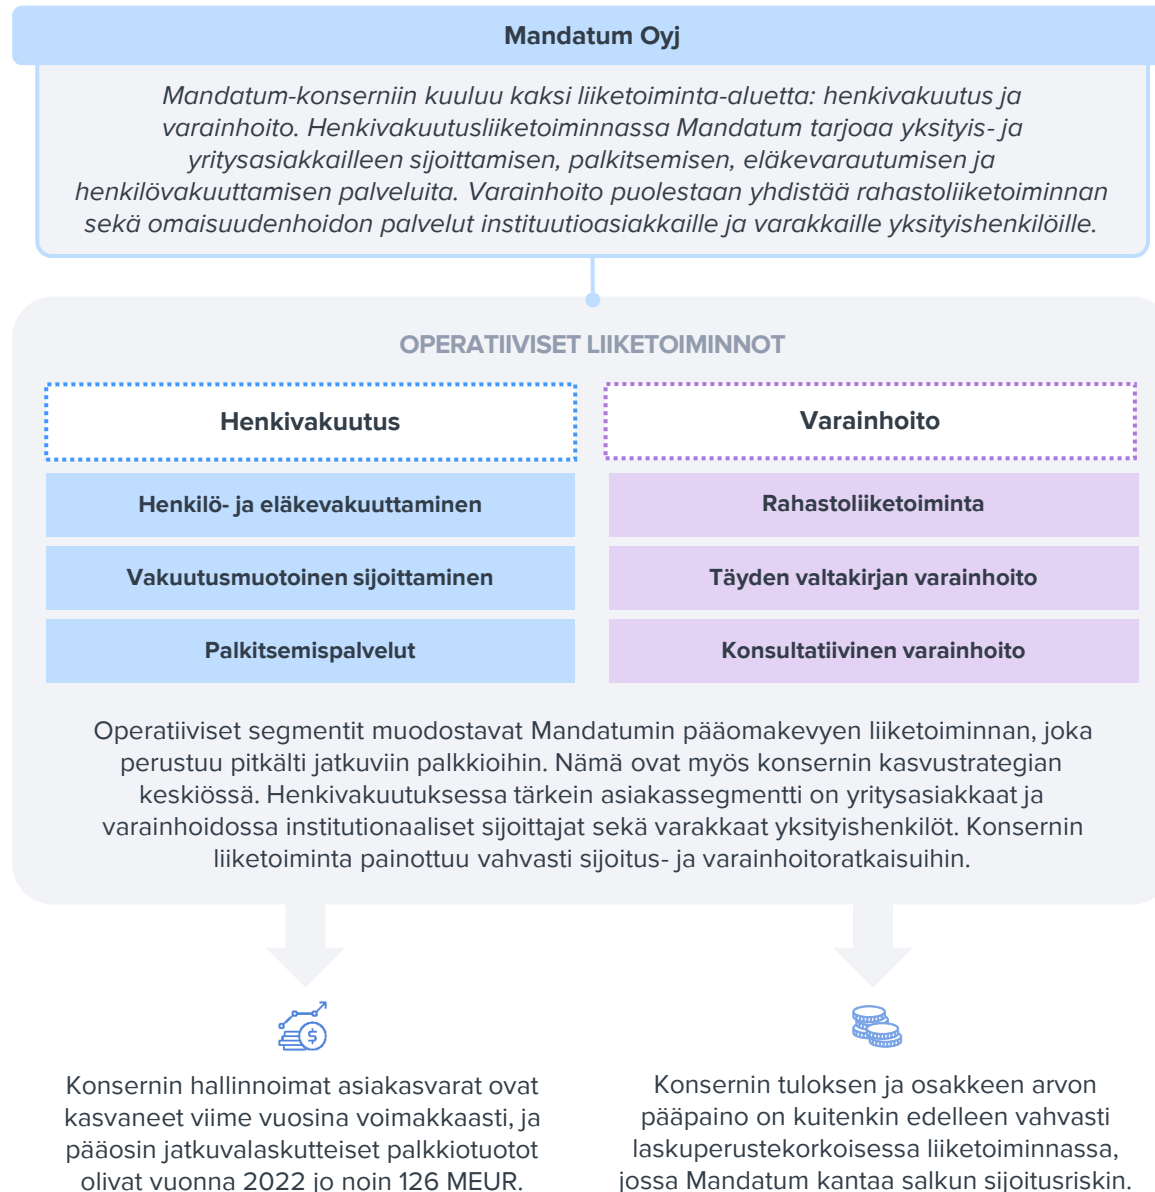 Mandatum Oyj
Mandatum-konserniin kuuluu kaksi liiketoiminta-aluetta: henkivakuutus ja
varainhoito. Henkivakuutusliiketoiminnassa Mandatum tarjoaa yksityis- ja
yritysasiakkailleen sijoittamisen, palkitsemisen, eläkevarautumisen ja
henkilövakuuttamisen palveluita. Varainhoito puolestaan yhdistää rahastoliiketoiminnan
sekä omaisuudenhoidon palvelut instituutioasiakkaille ja varakkaille yksityishenkilöille.
OPERATIIVISET LIIKETOIMINNOT
Henkivakuutus
Henkilö- ja eläkevakuuttaminen
Vakuutusmuotoinen sijoittaminen
Palkitsemispalvelut
Varainhoito
Rahastoliiketoiminta
Täyden valtakirjan varainhoito
Konsultatiivinen varainhoito
Operatiiviset segmentit muodostavat Mandatumin pääomakevyen liiketoiminnan, joka
perustuu pitkälti jatkuviin palkkioihin. Nämä ovat myös konsernin kasvustrategian
keskiössä. Henkivakuutuksessa tärkein asiakassegmentti on yritysasiakkaat ja
varainhoidossa institutionaaliset sijoittajat sekä varakkaat yksityishenkilöt. Konsernin
liiketoiminta painottuu vahvasti sijoitus- ja varainhoitoratkaisuihin.
$
Konsernin hallinnoimat asiakasvarat ovat
kasvaneet viime vuosina voimakkaasti, ja
pääosin jatkuvalaskutteiset palkkiotuotot
olivat vuonna 2022 jo noin 126 MEUR.
Konsernin tuloksen ja osakkeen arvon
pääpaino on kuitenkin edelleen vahvasti
laskuperustekorkoisessa liiketoiminnassa,
jossa Mandatum kantaa salkun sijoitusriskin.